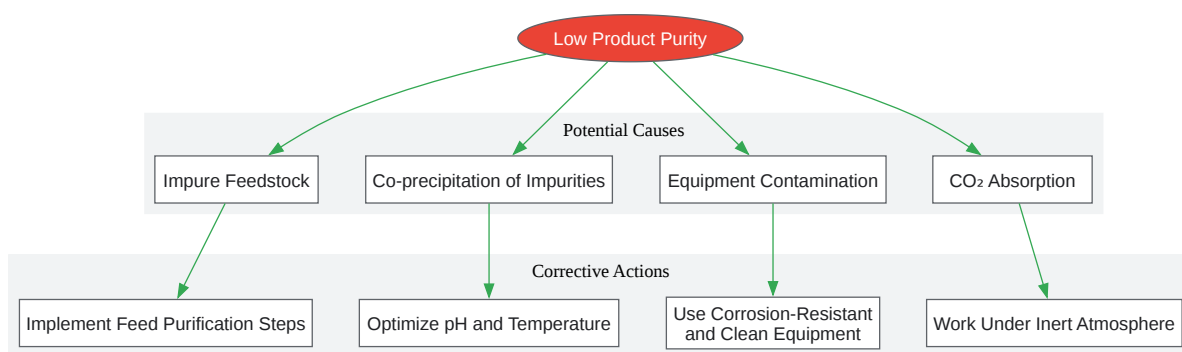 Low Product Purity
Potential Causes
Impure Feedstock
Co-precipitation of Impurities
Equipment Contamination
CO₂ Absorption
Corrective Actions
Implement Feed Purification Steps
Optimize pH and Temperature
Use Corrosion-Resistant
and Clean Equipment
Work Under Inert Atmosphere